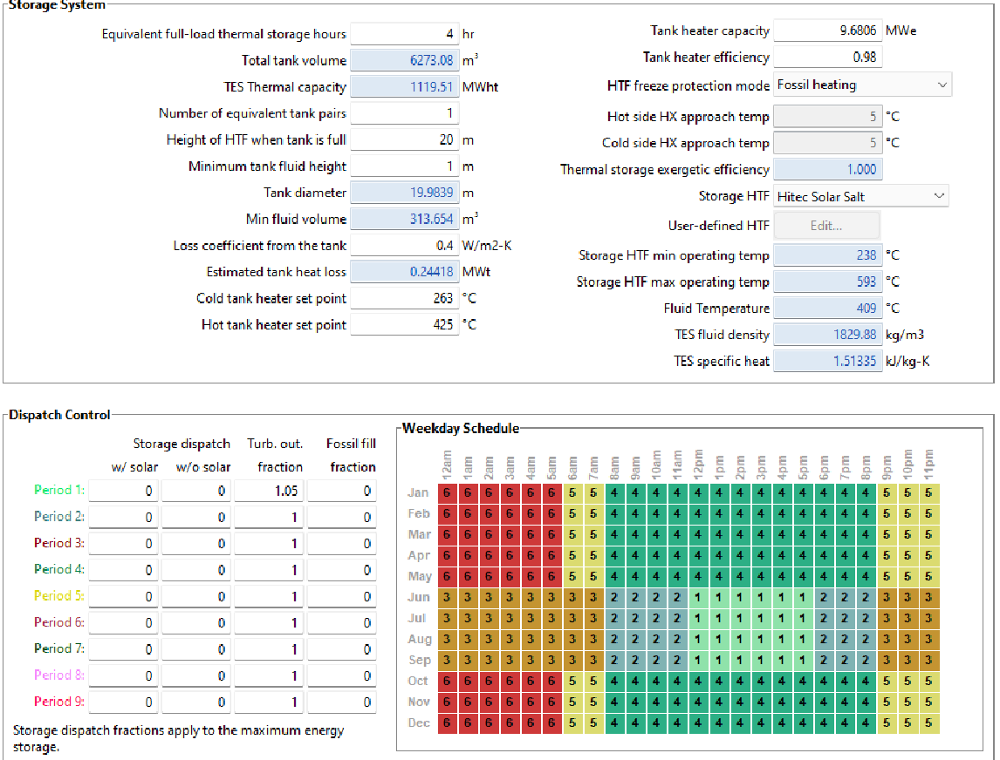 Storage System
Equivalent full-load thermal storage hours 4 hr
Total tank volume 6273.08 m³
TES Thermal capacity 1119.51 MWht
Number of equivalent tank pairs 1
Height of HTF when tank is full 20 m
Minimum tank fluid height 1 m
Tank diameter 19.9839 m
Min fluid volume 313.654 m³
Loss coefficient from the tank 0.4 W/m2-K
Estimated tank heat loss 0.24418 MWt
Cold tank heater set point 263 °C
Hot tank heater set point 425 °C
Tank heater capacity 9.6806 MWe
Tank heater efficiency 0.98
HTF freeze protection mode Fossil heating
Hot side HX approach temp 5 °C
Cold side HX approach temp 5 °C
Thermal storage exergetic efficiency 1.000
Storage HTF Hitec Solar Salt
User-defined HTF Edit...
Storage HTF min operating temp 238 °C
Storage HTF max operating temp 593 °C
Fluid Temperature 409 °C
TES fluid density 1829.88 kg/m3
TES specific heat 1.51335 kJ/kg-K
Dispatch Control
Storage dispatch Turb. out. Fossil fill
w/ solar w/o solar fraction fraction
Period 1: 0 0 1.05 0
Period 2: 0 0 1 0
Period 3: 0 0 1 0
Period 4: 0 0 1 0
Period 5: 0 0 1 0
Period 6: 0 0 1 0
Period 7: 0 0 1 0
Period 8: 0 0 1 0
Period 9: 0 0 1 0
Storage dispatch fractions apply to the maximum energy
storage.
Weekday Schedule
12am 1am 2am 3am 4am 5am 6am 7am 8am 9am 10am 11am 12pm 1pm 2pm 3pm 4pm 5pm 6pm 7pm 8pm 9pm 10pm 11pm
Jan 6 6 6 6 6 6 5 5 4 4 4 4 4 4 4 4 4 4 4 4 4 5 5 5
Feb 6 6 6 6 6 6 5 5 4 4 4 4 4 4 4 4 4 4 4 4 4 5 5 5
Mar 6 6 6 6 6 6 5 5 4 4 4 4 4 4 4 4 4 4 4 4 4 5 5 5
Apr 6 6 6 6 6 6 5 5 4 4 4 4 4 4 4 4 4 4 4 4 4 5 5 5
May 6 6 6 6 6 6 5 5 4 4 4 4 4 4 4 4 4 4 4 4 4 5 5 5
Jun 3 3 3 3 3 3 3 3 2 2 2 2 1 1 1 1 1 1 2 2 2 3 3 3
Jul 3 3 3 3 3 3 3 3 2 2 2 2 1 1 1 1 1 1 2 2 2 3 3 3
Aug 3 3 3 3 3 3 3 3 2 2 2 2 1 1 1 1 1 1 2 2 2 3 3 3
Sep 3 3 3 3 3 3 3 3 2 2 2 2 1 1 1 1 1 1 2 2 2 3 3 3
Oct 6 6 6 6 6 6 5 5 4 4 4 4 4 4 4 4 4 4 4 4 4 5 5 5
Nov 6 6 6 6 6 6 5 5 4 4 4 4 4 4 4 4 4 4 4 4 4 5 5 5
Dec 6 6 6 6 6 6 5 5 4 4 4 4 4 4 4 4 4 4 4 4 4 5 5 5